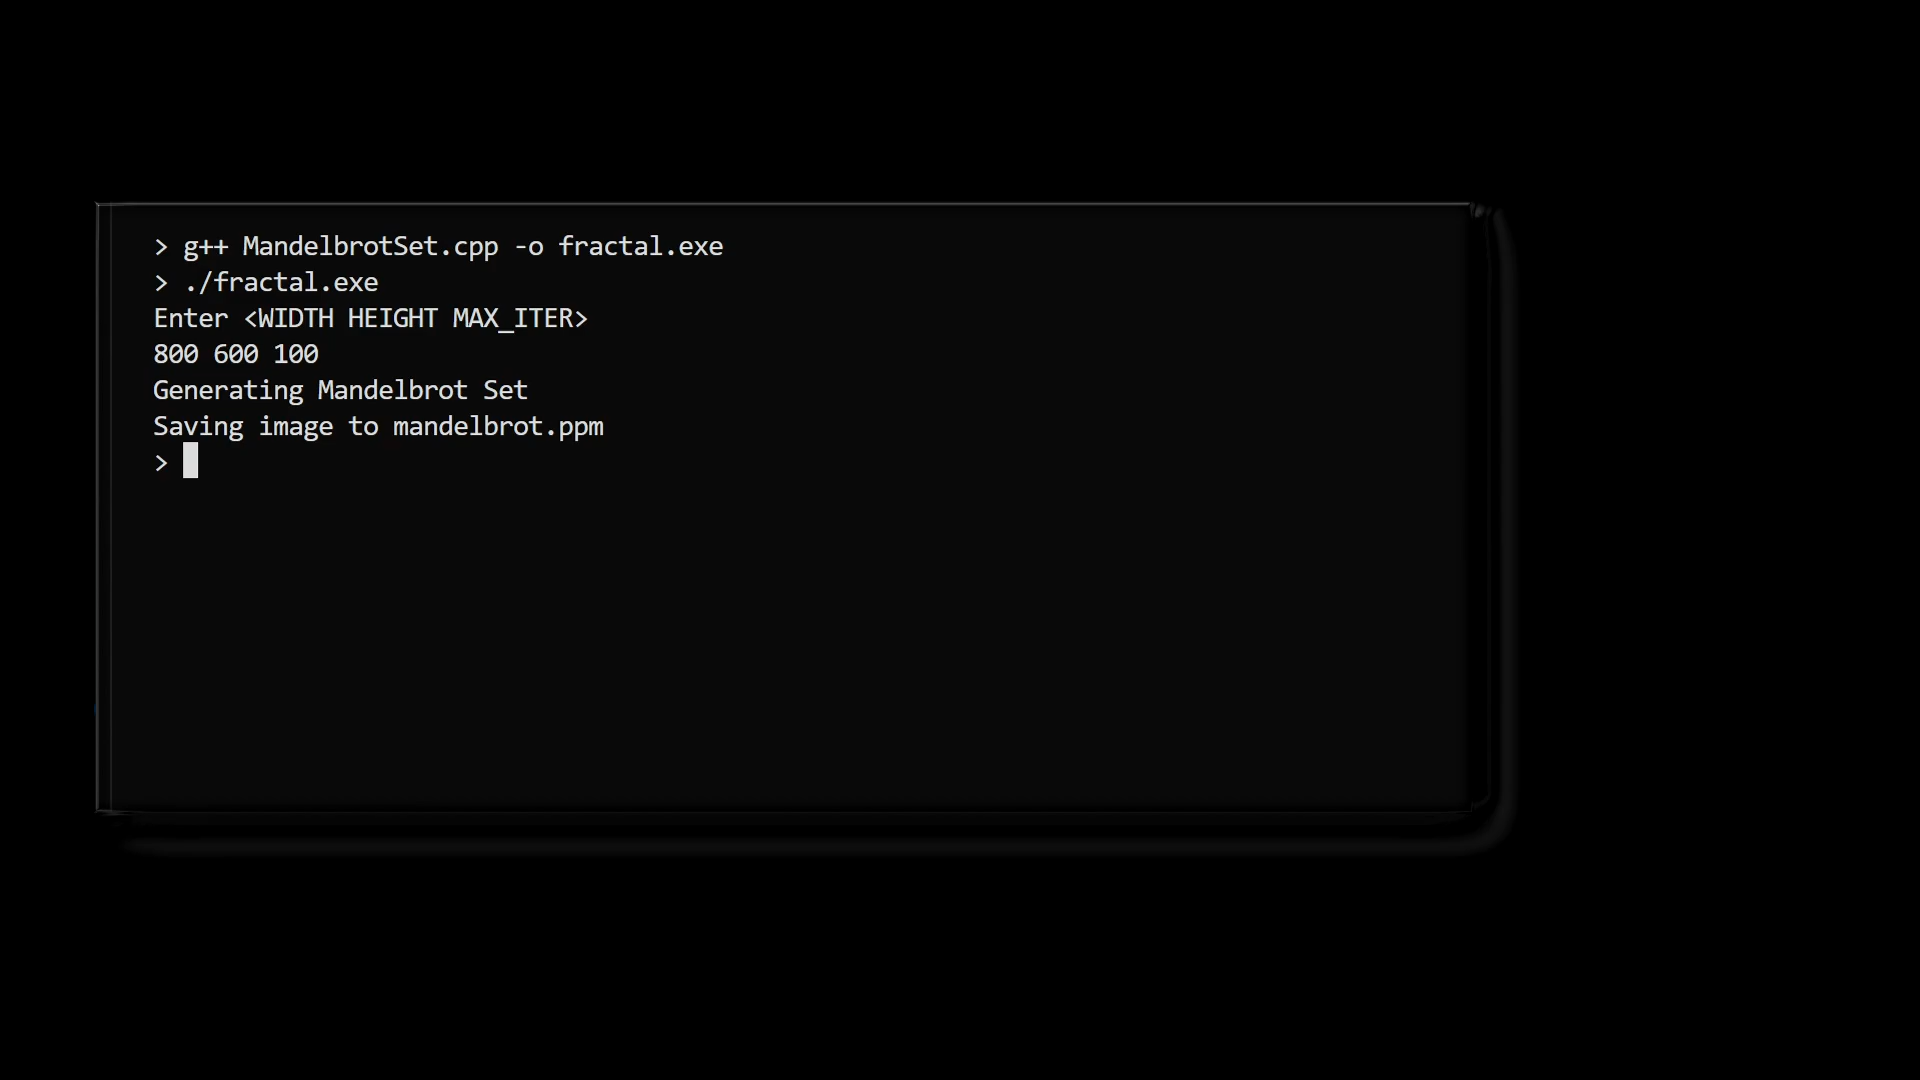 > g++ MandelbrotSet.cpp -o fractal.exe
> ./fractal.exe
Enter <WIDTH HEIGHT MAX_ITER>
800 600 100
Generating Mandelbrot Set
Saving image to mandelbrot.ppm
>